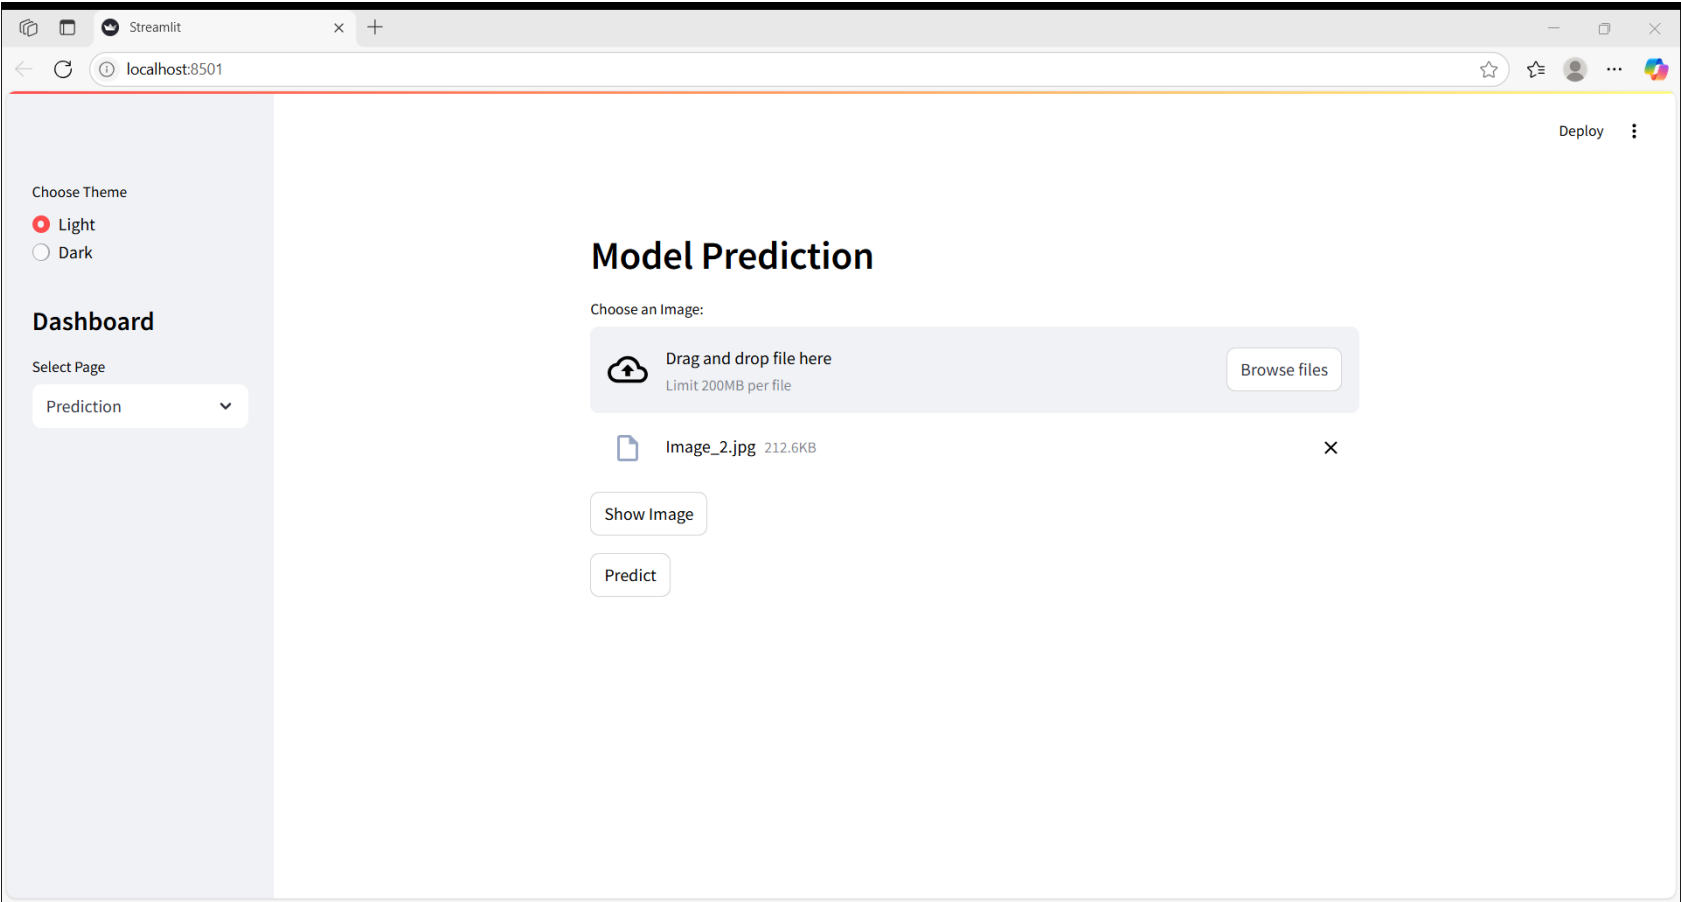 Streamlit
localhost:8501
Deploy
Choose Theme
Light
Dark
Dashboard
Select Page
Prediction
Model Prediction
Choose an Image:
Drag and drop file here
Limit 200MB per file
Browse files
Image_2.jpg 212.6KB
Show Image
Predict